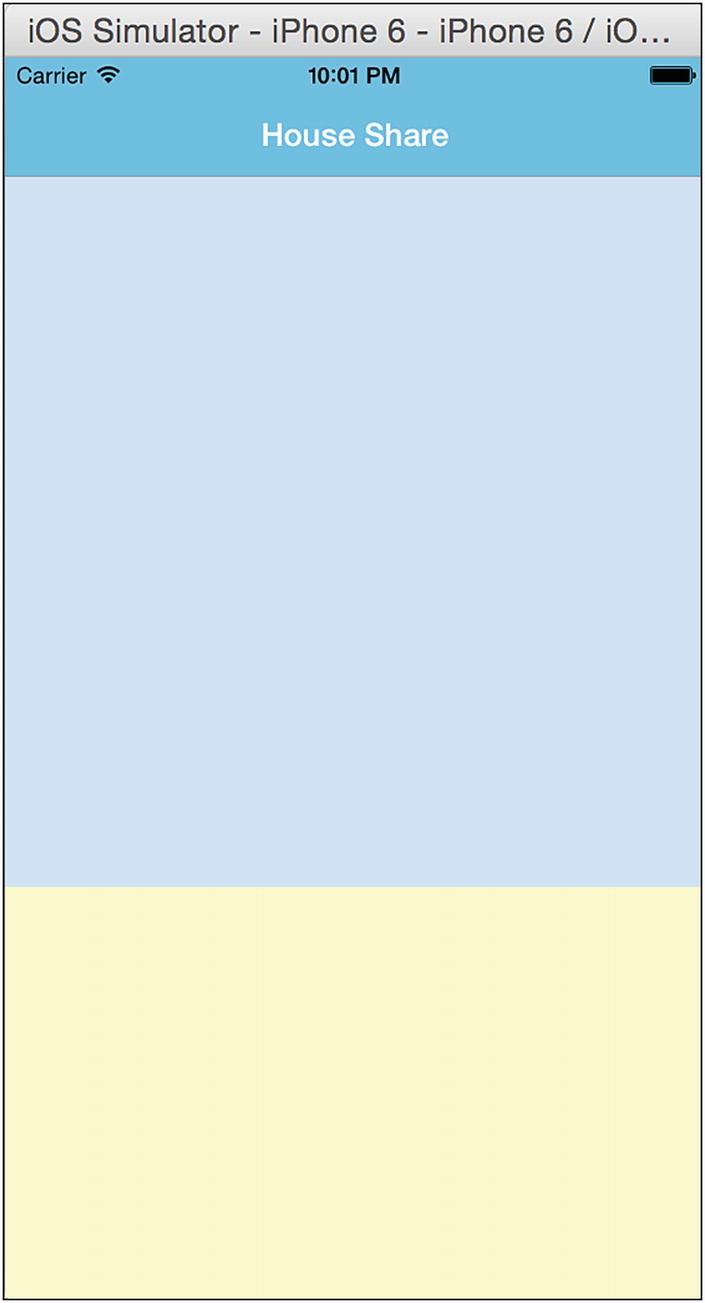 iOS Simulator - iPhone 6 - iPhone 6 / iO...
Carrier 10:01 PM
House Share